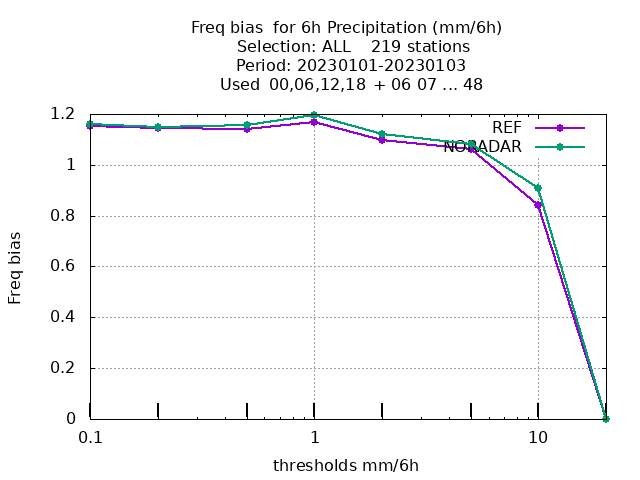 Freq bias  for 6h Precipitation (mm/6h)
Selection: ALL    219 stations
Period: 20230101-20230103
Used 00,06,12,18 + 06 07 ... 48
REF
NORADAR
1.2
1
0.8
0.6
0.4
0.2
0
Freq bias
0.1
1
10
thresholds mm/6h